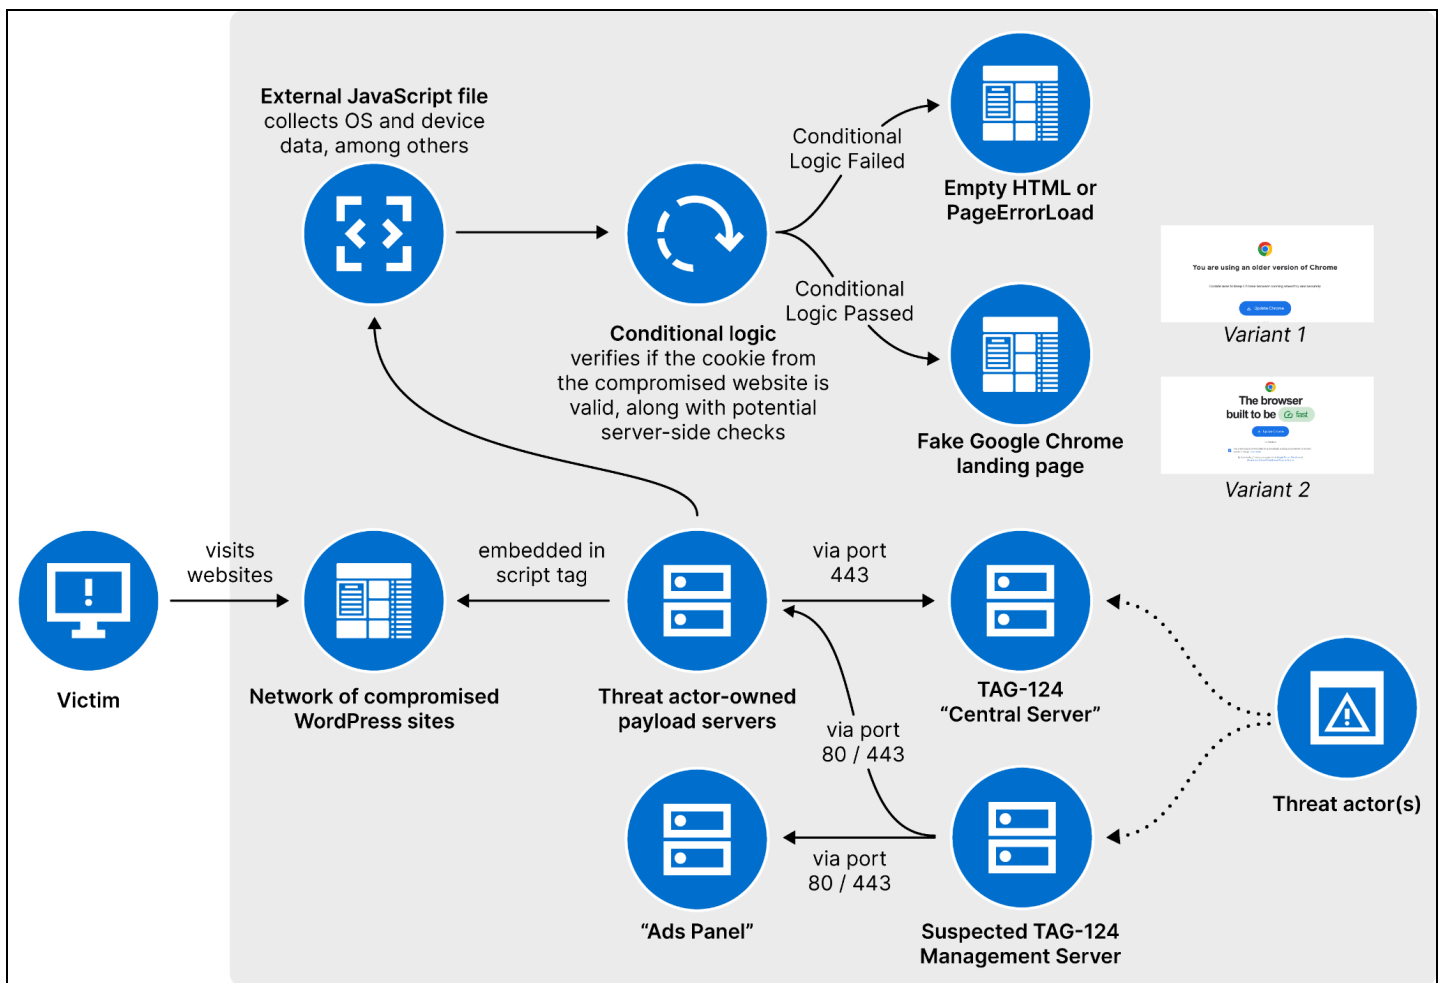 External JavaScript file
collects OS and device
data, among others
Conditional
Logic Failed
Empty HTML or
PageErrorLoad
You are using an older version of Chrome
Update Chrome
Variant 1
Conditional
Logic Passed
Conditional logic
verifies if the cookie from
the compromised website is
valid, along with potential
server-side checks
Fake Google Chrome
landing page
The browser
built to be fast
Update Chrome
Variant 2
visits
websites
embedded in
script tag
via port
443
Victim
Network of compromised
WordPress sites
Threat actor-owned
payload servers
TAG-124
“Central Server”
via port
80 / 443
Threat actor(s)
via port
80 / 443
“Ads Panel”
Suspected TAG-124
Management Server